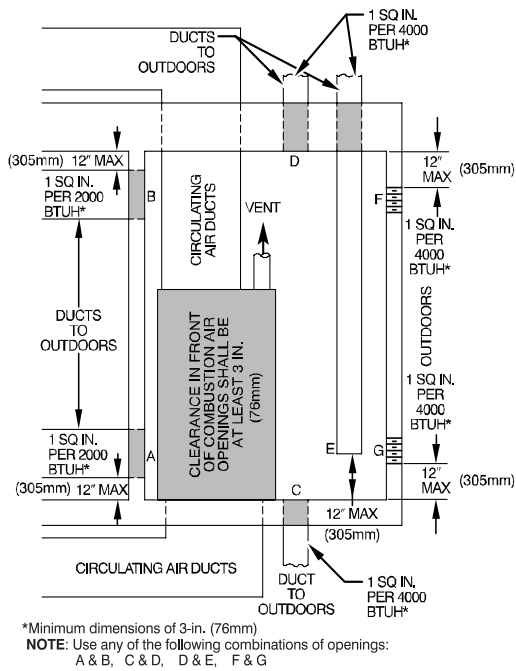 1 SQ IN.
PER 4000
BTUH*
DUCTS
TO
OUTDOORS
(305mm) 12" MAX
1 SQ IN.
PER 2000
BTUH*
B
D
12"
MAX
(305mm)
F
CIRCULATING
AIR DUCTS
VENT
1 SQ IN.
PER
4000
BTUH*
DUCTS
TO
OUTDOORS
CLEARANCE IN FRONT
OF COMBUSTION AIR
OPENINGS SHALL BE
AT LEAST 3 IN.
(76mm)
OUTDOORS
1 SQ IN.
PER
4000
BTUH*
1 SQ IN.
PER 2000
BTUH*
A
E
G
(305mm) 12" MAX
C
12"
MAX
(305mm)
12" MAX
(305mm)
CIRCULATING AIR DUCTS
DUCT
TO
OUTDOORS
1 SQ IN.
PER 4000
BTUH*
*Minimum dimensions of 3-in. (76mm)
NOTE: Use any of the following combinations of openings:
A & B, C & D, D & E, F & G